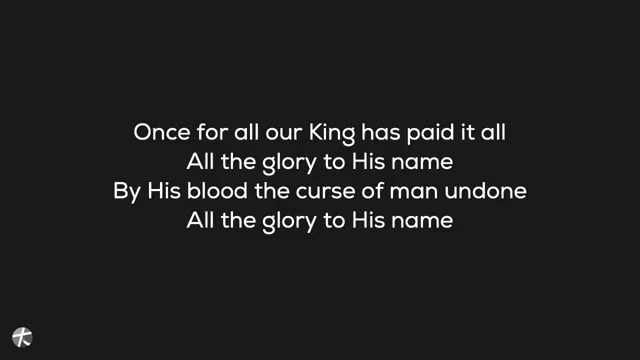 Once for all our King has paid it all
All the glory to His name
By His blood the curse of man undone
All the glory to His name